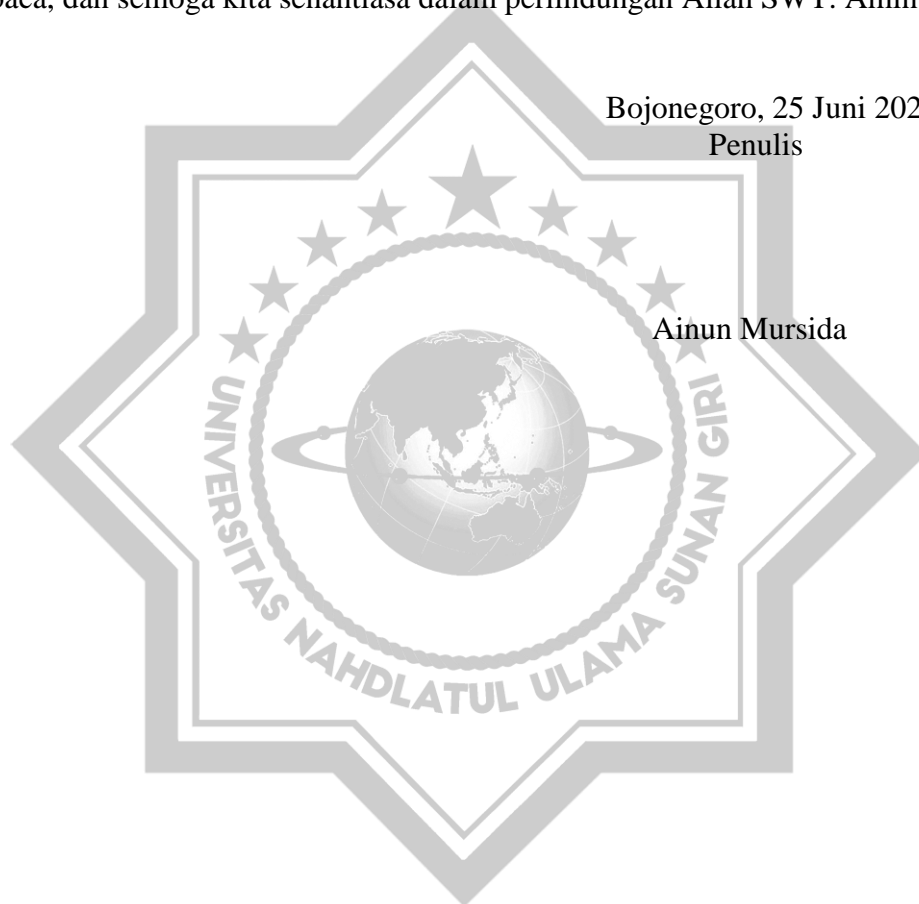 dan semoga kita senantiasa dalam perlindungan Allah SWT. Amin
Bojonegoro, 25 Juni 202
Penulis
Ainun Mursida
UNIVERSITAS NAHDLATUL ULAMA SUNAN GIRI